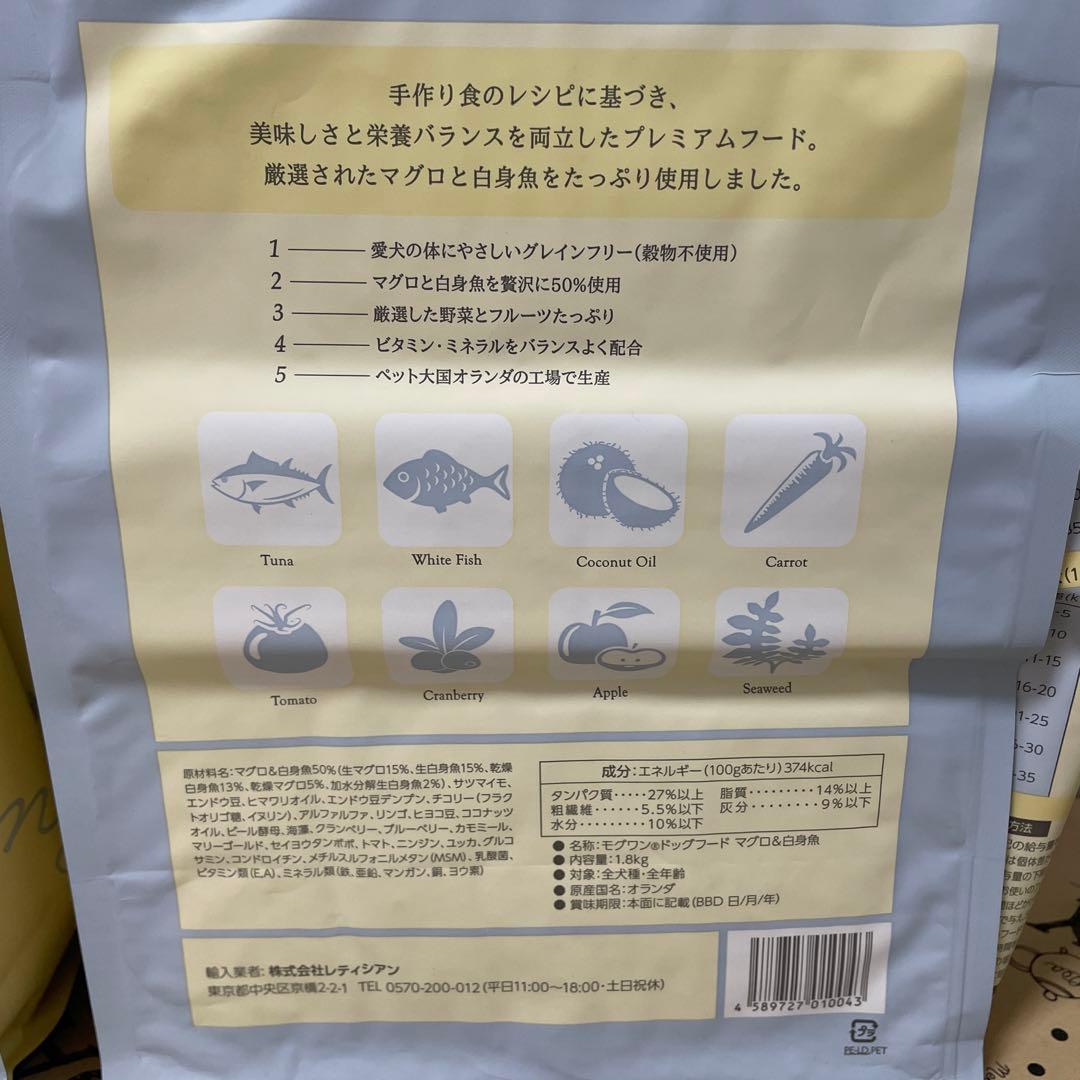 手作り食のレシピに基づき、
美味しさと栄養バランスを両立したプレミアムフード。
厳選されたマグロと白身魚をたっぷり使用しました。
1 愛犬の体にやさしいグレインフリー(穀物不使用)
2 マグロと白身魚を贅沢に50%使用
3 厳選した野菜とフルーツたっぷり
4 ビタミン・ミネラルをバランスよく配合
5 ペット大国オランダの工場で生産
Tuna White Fish Coconut Oil Carrot
Tomato Cranberry Apple Seaweed
原材料名:マグロ&白身魚50%(生マグロ15%、生白身魚15%、乾燥
白身魚13%、乾燥マグロ5%、加水分解生白身魚2%)、サツマイモ、
エンドウ豆、ヒマワリオイル、エンドウ豆デンプン、チコリー(フラク
トオリゴ糖、イヌリン)、アルファルファ、リンゴ、ヒヨコ豆、ココナッツ
オイル、ビール酵母、海藻、クランベリー、ブルーベリー、カモミール、
マリーゴールド、セイヨウタンポポ、トマト、ニンジン、ユッカ、グルコ
サミン、コンドロイチン、メチルスルフォニルメタン(MSM)、乳酸菌、
ビタミン類(E,A)、ミネラル類(鉄、亜鉛、マンガン、銅、ヨウ素)
成分:エネルギー(100gあたり)374kcal
タンパク質・・・・・27%以上 脂質・・・・・・・・・14%以上
粗繊維・・・・・・5.5%以下 灰分・・・・・・・・9%以下
水分・・・・・・・・・10%以下
● 名称:モグワン®ドッグフード マグロ&白身魚
● 内容量:1.8kg
● 対象:全犬種・全年齢
● 原産国名:オランダ
● 賞味期限:本面に記載(BBD 日/月/年)
輸入業者:株式会社レティシアン
東京都中央区京橋2-2-1 TEL 0570-200-012(平日11:00〜18:00・土日祝休)
4 589727 010043
プラ
PE-LD,PET
-5
10
11-15
16-20
-25
-30
-35
方法